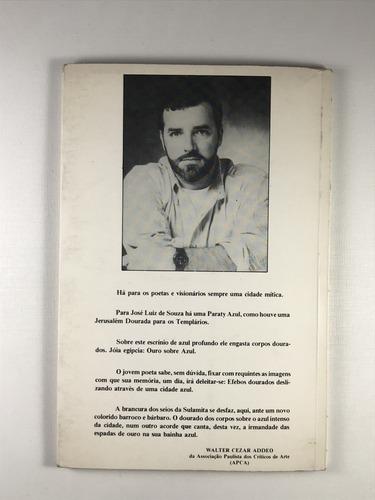 Há para os poetas e visionários sempre uma cidade mítica.
Para José Luiz de Souza há uma Paraty Azul, como houve uma
Jerusalém Dourada para os Templários.
Sobre este escrínio de azul profundo ele engasta corpos doura-
dos. Jóia egípcia: Ouro sobre Azul.
O jovem poeta sabe, sem dúvida, fixar com requintes as imagens
com que sua memória, um dia, irá deleitar-se: Efebos dourados desli-
zando através de uma cidade azul.
A brancura dos seios da Sulamita se desfaz, aqui, ante um novo
colorido barroco e bárbaro. O dourado dos corpos sobre o azul intenso
da cidade, num outro acorde que canta, desta vez, a irmandade das
espadas de ouro na sua bainha azul.
WALTER CEZAR ADDEO
da Associação Paulista dos Críticos de Arte
(APCA)